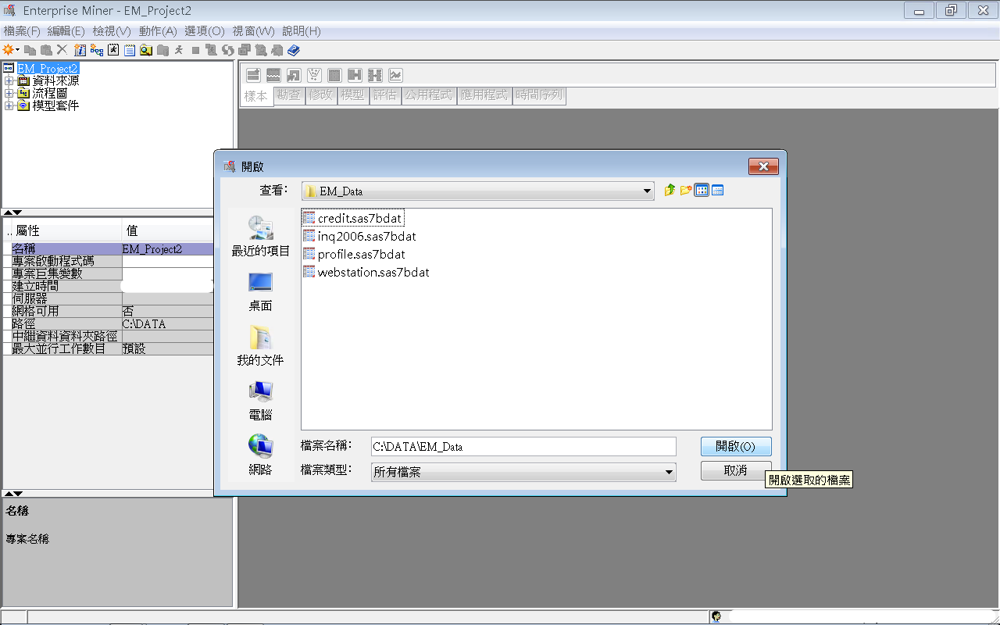 Enterprise Miner - EM_Project2
檔案(F) 編輯(E) 檢視(V) 動作(A) 選項(O) 視窗(W) 說明(H)
EM_Project2
資料來源
流程圖
模型套件
樣本 勘查 修改 模型 評估 公用程式 應用程式 時間序列
.. 屬性 值
名稱 EM_Project2
專案啟動程式碼
專案巨集變數
建立時間
伺服器
網格可用 否
路徑 C:\DATA
中繼資料資料夾路徑
最大並行工作數目 預設
名稱
專案名稱
開啟
查看: EM_Data
最近的項目
桌面
我的文件
電腦
網路
credit.sas7bdat
inq2006.sas7bdat
profile.sas7bdat
webstation.sas7bdat
檔案名稱: C:\DATA\EM_Data 開啟(O)
檔案類型: 所有檔案 取消
開啟選取的檔案